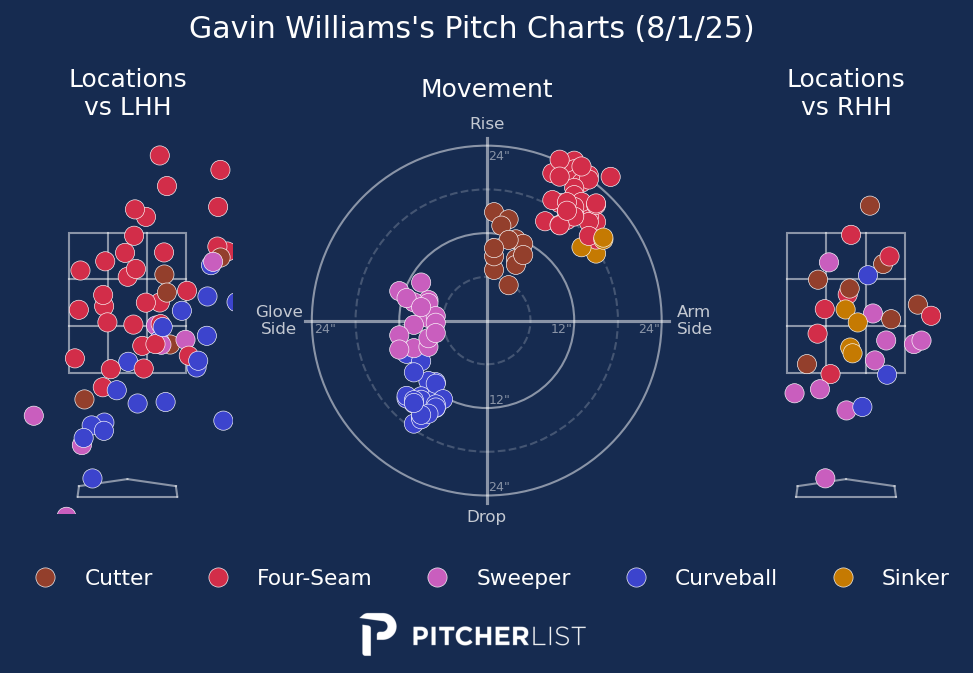 Gavin Williams's Pitch Charts (8/1/25)
Locations
vs LHH
Movement
Locations
vs RHH
Rise
24"
Glove
Side
24"
12"
24"
Arm
Side
12"
24"
Drop
Cutter
Four-Seam
Sweeper
Curveball
Sinker
PITCHERLIST